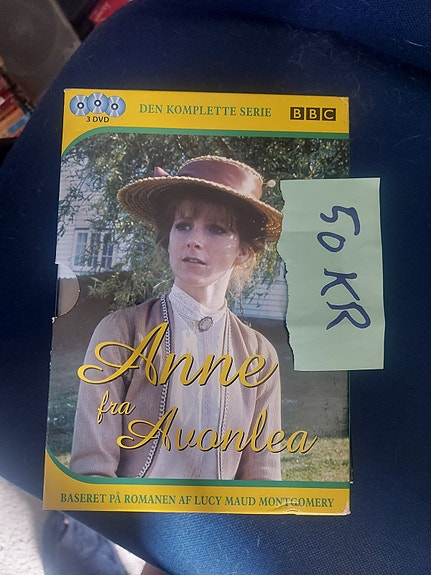 DEN KOMPLETTE SERIE
BBC
3 DVD
50 KR
Anne
fra
Avonlea
BASERET PÅ ROMANEN AF LUCY MAUD MONTGOMERY